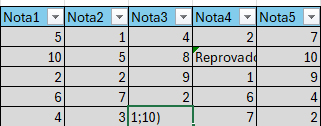 Nota1 Nota2 Nota3 Nota4 Nota5
5 1 4 2 7
10 5 8 Reprovado 10
2 2 9 1 9
6 7 2 6 4
4 3 1;10) 7 2